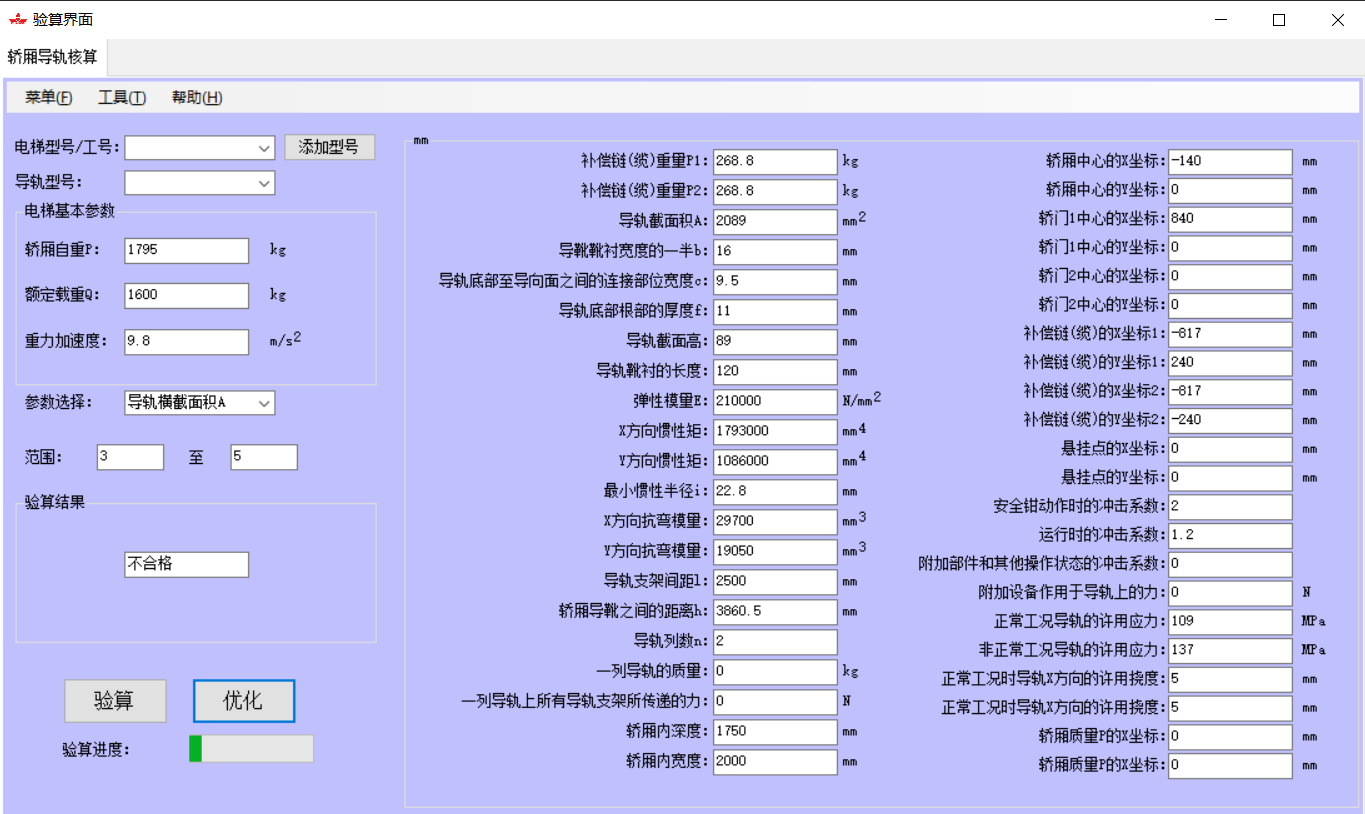 验算界面
轿厢导轨核算
菜单(F) 工具(T) 帮助(H)
电梯型号/工号: 添加型号
导轨型号:
电梯基本参数
轿厢自重P: 1795 kg
额定载重Q: 1600 kg
重力加速度: 9.8 m/s2
参数选择: 导轨横截面积A
范围: 3 至 5
验算结果
不合格
验算 优化
验算进度:
mm
补偿链(缆)重量P1: 268.8 kg
补偿链(缆)重量P2: 268.8 kg
导轨截面积A: 2089 mm2
导靴靴衬宽度的一半b: 16 mm
导轨底部至导向面之间的连接部位宽度c: 9.5 mm
导轨底部根部的厚度f: 11 mm
导轨截面高: 89 mm
导轨靴衬的长度: 120 mm
弹性模量E: 210000 N/mm2
X方向惯性矩: 1793000 mm4
Y方向惯性矩: 1086000 mm4
最小惯性半径i: 22.8 mm
X方向抗弯模量: 29700 mm3
Y方向抗弯模量: 19050 mm3
导轨支架间距l: 2500 mm
轿厢导靴之间的距离h: 3860.5 mm
导轨列数n: 2
一列导轨的质量: 0 kg
一列导轨上所有导轨支架所传递的力: 0 N
轿厢内深度: 1750 mm
轿厢内宽度: 2000 mm
轿厢中心的X坐标: -140 mm
轿厢中心的Y坐标: 0 mm
轿门1中心的X坐标: 840 mm
轿门1中心的Y坐标: 0 mm
轿门2中心的X坐标: 0 mm
轿门2中心的Y坐标: 0 mm
补偿链(缆)的X坐标1: -817 mm
补偿链(缆)的Y坐标1: 240 mm
补偿链(缆)的X坐标2: -817 mm
补偿链(缆)的Y坐标2: -240 mm
悬挂点的X坐标: 0 mm
悬挂点的Y坐标: 0 mm
安全钳动作时的冲击系数: 2
运行时的冲击系数: 1.2
附加部件和其他操作状态的冲击系数: 0
附加设备作用于导轨上的力: 0 N
正常工况导轨的许用应力: 109 MPa
非正常工况导轨的许用应力: 137 MPa
正常工况时导轨X方向的许用挠度: 5 mm
正常工况时导轨X方向的许用挠度: 5 mm
轿厢质量P的X坐标: 0 mm
轿厢质量P的X坐标: 0 mm